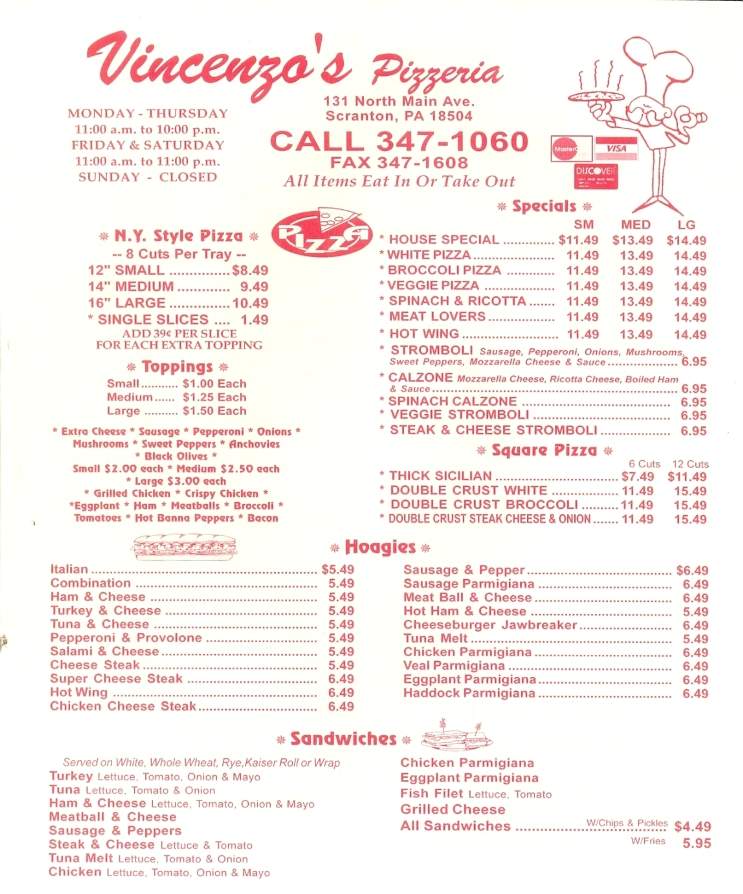 Vincenzo's Pizzeria
131 North Main Ave.
Scranton, PA 18504
CALL 347-1060
FAX 347-1608
All Items Eat In Or Take Out
MONDAY - THURSDAY
11:00 a.m. to 10:00 p.m.
FRIDAY & SATURDAY
11:00 a.m. to 11:00 p.m.
SUNDAY - CLOSED
MasterC
VISA
DISCOVER
PIZZA
* N.Y. Style Pizza *
-- 8 Cuts Per Tray --
12" SMALL ............... $8.49
14" MEDIUM ............. 9.49
16" LARGE ............... 10.49
* SINGLE SLICES .... 1.49
ADD 39¢ PER SLICE
FOR EACH EXTRA TOPPING
* Toppings *
Small........... $1.00 Each
Medium...... $1.25 Each
Large .......... $1.50 Each
* Extra Cheese * Sausage * Pepperoni * Onions *
Mushrooms * Sweet Peppers * Anchovies
* Black Olives *
Small $2.00 each * Medium $2.50 each
* Large $3.00 each
* Grilled Chicken * Crispy Chicken *
*Eggplant * Ham * Meatballs * Broccoli *
Tomatoes * Hot Banna Peppers * Bacon
* Specials *
SM MED LG
* HOUSE SPECIAL .............. $11.49 $13.49 $14.49
* WHITE PIZZA...................... 11.49 13.49 14.49
* BROCCOLI PIZZA .............. 11.49 13.49 14.49
* VEGGIE PIZZA ................... 11.49 13.49 14.49
* SPINACH & RICOTTA....... 11.49 13.49 14.49
* MEAT LOVERS................... 11.49 13.49 14.49
* HOT WING ......................... 11.49 13.49 14.49
* STROMBOLI Sausage, Pepperoni, Onions, Mushrooms,
Sweet Peppers, Mozzarella Cheese & Sauce.................. 6.95
* CALZONE Mozzarella Cheese, Ricotta Cheese, Boiled Ham
& Sauce............................................................. 6.95
* SPINACH CALZONE ..................................... 6.95
* VEGGIE STROMBOLI ................................... 6.95
* STEAK & CHEESE STROMBOLI................... 6.95
* Square Pizza *
6 Cuts 12 Cuts
* THICK SICILIAN .............................. $7.49 $11.49
* DOUBLE CRUST WHITE ................ 11.49 15.49
* DOUBLE CRUST BROCCOLI ......... 11.49 15.49
* DOUBLE CRUST STEAK CHEESE & ONION....... 11.49 15.49
* Hoagies *
Italian ...................................................... $5.49
Combination .......................................... 5.49
Ham & Cheese ....................................... 5.49
Turkey & Cheese ................................... 5.49
Tuna & Cheese ...................................... 5.49
Pepperoni & Provolone ......................... 5.49
Salami & Cheese.................................... 5.49
Cheese Steak ......................................... 5.49
Super Cheese Steak .............................. 6.49
Hot Wing ................................................ 6.49
Chicken Cheese Steak........................... 6.49
Sausage & Pepper.................................. $6.49
Sausage Parmigiana .............................. 6.49
Meat Ball & Cheese................................. 6.49
Hot Ham & Cheese .................................. 5.49
Cheeseburger Jawbreaker...................... 6.49
Tuna Melt ................................................. 5.49
Chicken Parmigiana................................ 6.49
Veal Parmigiana ...................................... 6.49
Eggplant Parmigiana............................... 6.49
Haddock Parmigiana............................... 6.49
* Sandwiches *
Served on White, Whole Wheat, Rye,Kaiser Roll or Wrap
Turkey Lettuce, Tomato, Onion & Mayo
Tuna Lettuce, Tomato & Onion
Ham & Cheese Lettuce, Tomato, Onion & Mayo
Meatball & Cheese
Sausage & Peppers
Steak & Cheese Lettuce & Tomato
Tuna Melt Lettuce, Tomato & Onion
Chicken Lettuce, Tomato, Onion & Mayo
Chicken Parmigiana
Eggplant Parmigiana
Fish Filet Lettuce, Tomato
Grilled Cheese
All Sandwiches ................ W/Chips & Pickles $4.49
W/Fries 5.95